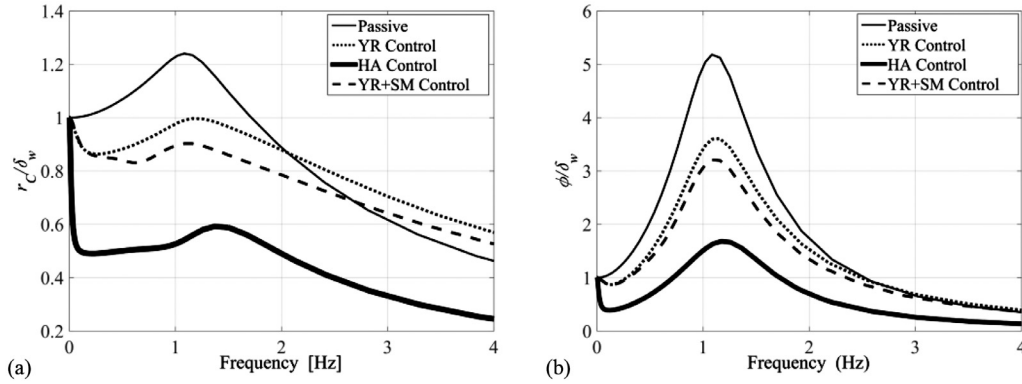 1.4
1.2
1
0.8
0.6
0.4
0.2
r_C/δ_w
0 1 2 3 4
Frequency [Hz]
Passive
YR Control
HA Control
YR+SM Control
(a)
6
5
4
3
2
1
0
ϕ/δ_w
0 1 2 3 4
Frequency (Hz)
Passive
YR Control
HA Control
YR+SM Control
(b)